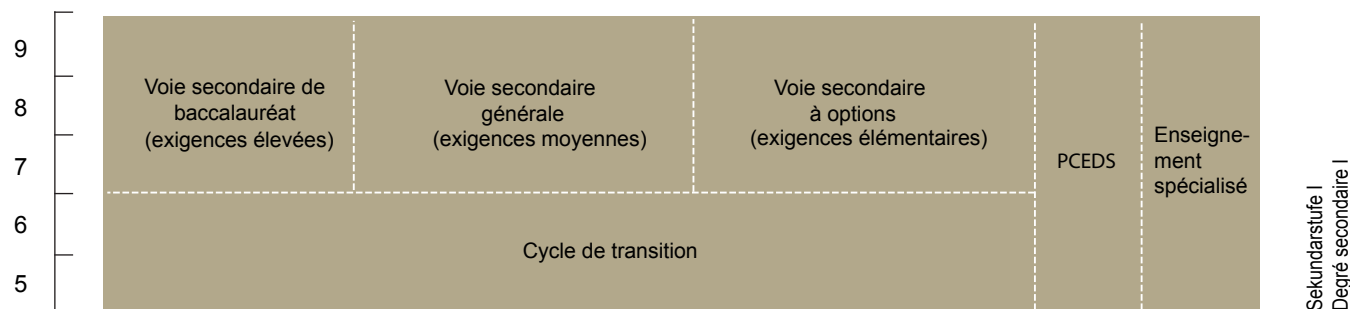 9
8
7
6
5
Voie secondaire de
baccalauréat
(exigences élevées)
Voie secondaire
générale
(exigences moyennes)
Voie secondaire
à options
(exigences élémentaires)
PCEDS
Enseigne-
ment
spécialisé
Cycle de transition
Sekundarstufe I
Degré secondaire I